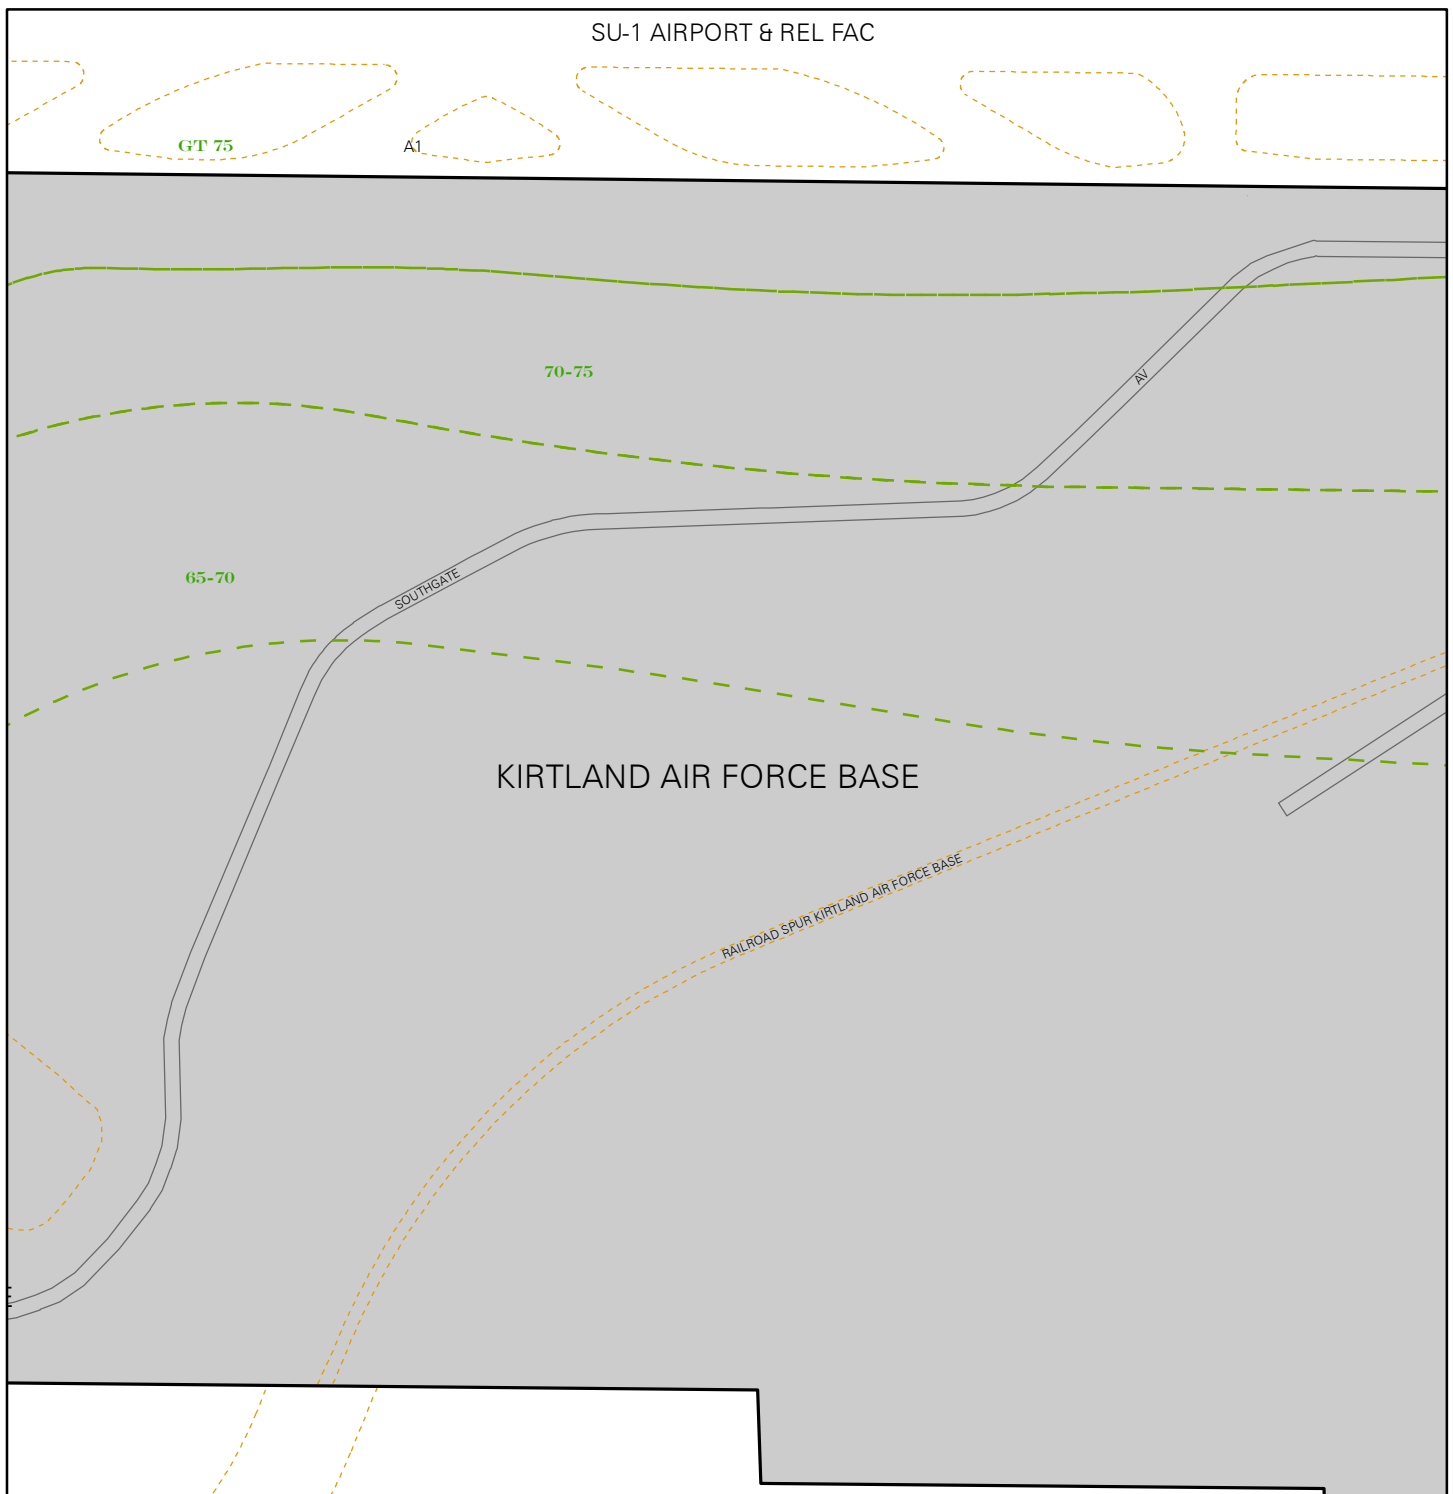 SU-1 AIRPORT & REL FAC
GT 75
A1
70-75
AV
65-70
SOUTHGATE
KIRTLAND AIR FORCE BASE
RAILROAD SPUR KIRTLAND AIR FORCE BASE